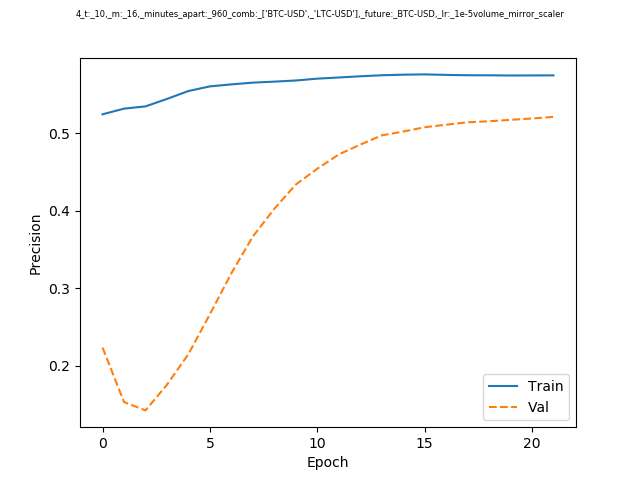 4_t:_10,_m:_16,_minutes_apart:_960_comb:_['BTC-USD',_'LTC-USD'],_future:_BTC-USD,_lr:_1e-5volume_mirror_scaler
0.5
0.4
0.3
0.2
Precision
0 5 10 15 20
Epoch
Train
Val